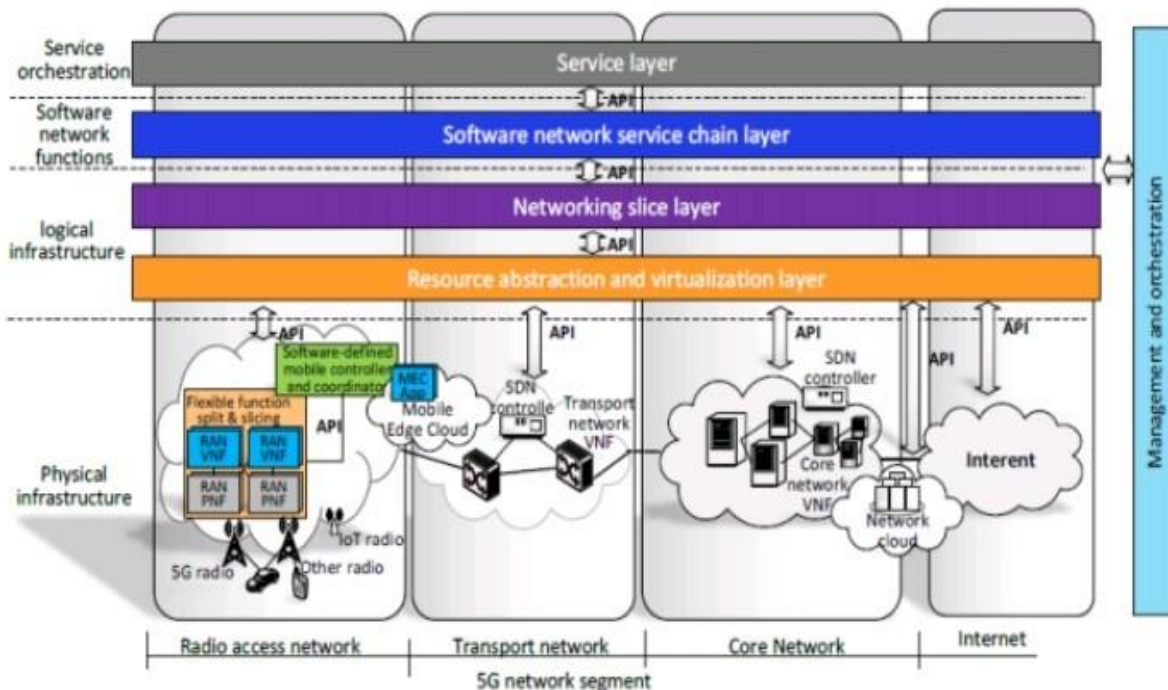 Service
orchestration
Service layer
API
Software
network
functions
Software network service chain layer
API
Networking slice layer
API
logical
infrastructure
Resource abstraction and virtualization layer
API
API
API
API
API
Software-defined
mobile controller
and coordinator
MEC
App
Mobile
Edge Cloud
SDN
controlle
Transport
network
VNF
SDN
controller
Flexible function
split & slicing
API
RAN
VNF
RAN
VNF
RAN
PNF
RAN
PNF
Physical
infrastructure
Core
network
VNF
Interent
Network
cloud
IoT radio
5G radio
Other radio
Management and orchestration
Radio access network
Transport network
Core Network
Internet
5G network segment